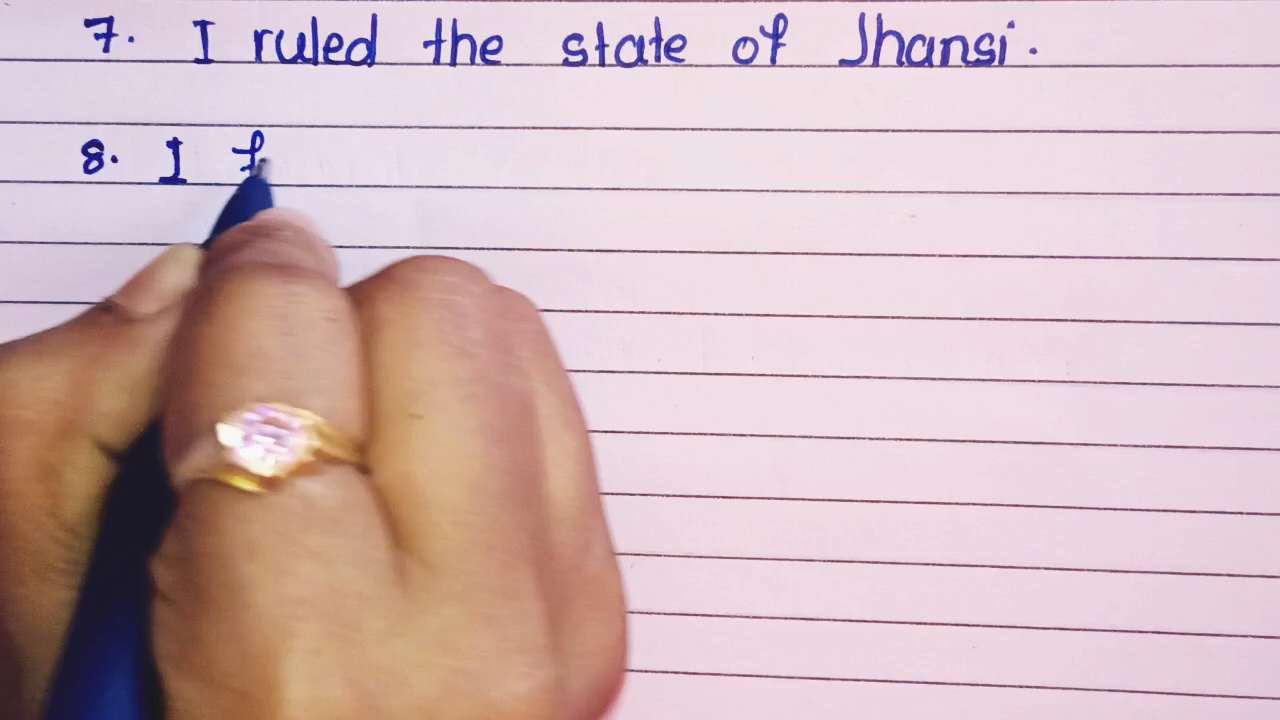 7. I ruled the state of Jhansi.
8. I f